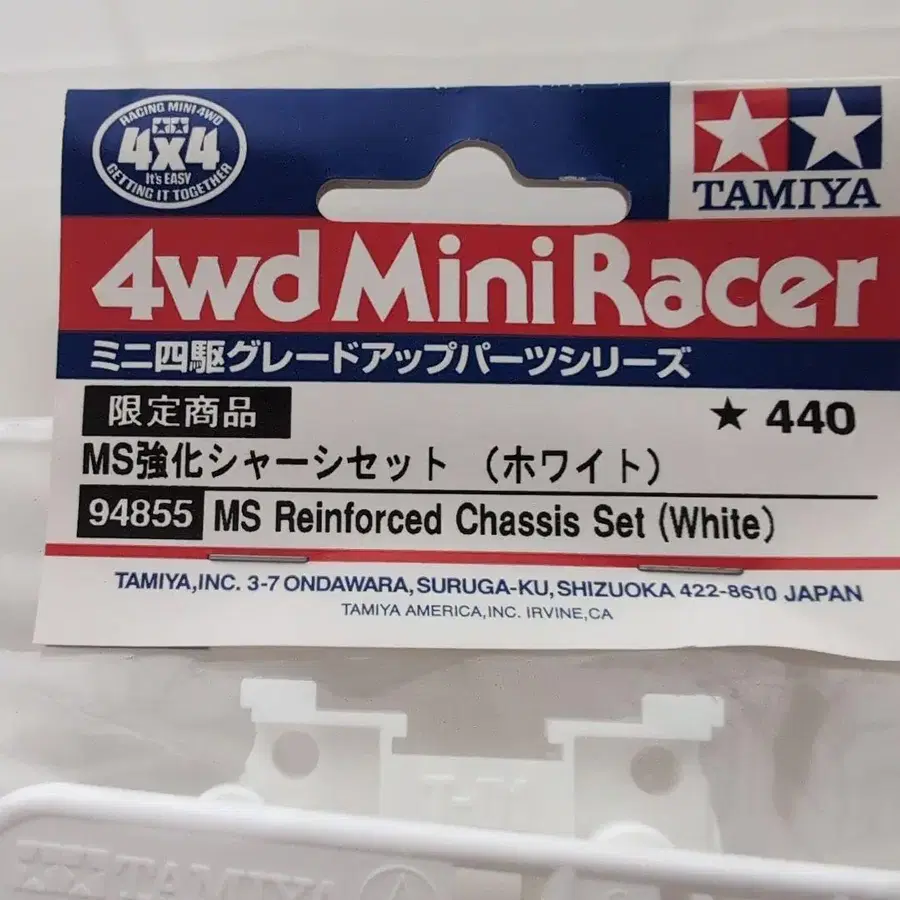 RACING MINI 4WD
4x4
It's EASY
GETTING IT TOGETHER
TAMIYA
4wd Mini Racer
ミニ四駆グレードアップパーツシリーズ
限定商品
★ 440
MS強化シャーシセット (ホワイト)
94855 MS Reinforced Chassis Set (White)
TAMIYA,INC. 3-7 ONDAWARA,SURUGA-KU,SHIZUOKA 422-8610 JAPAN
TAMIYA AMERICA,INC. IRVINE,CA
TAMIYA